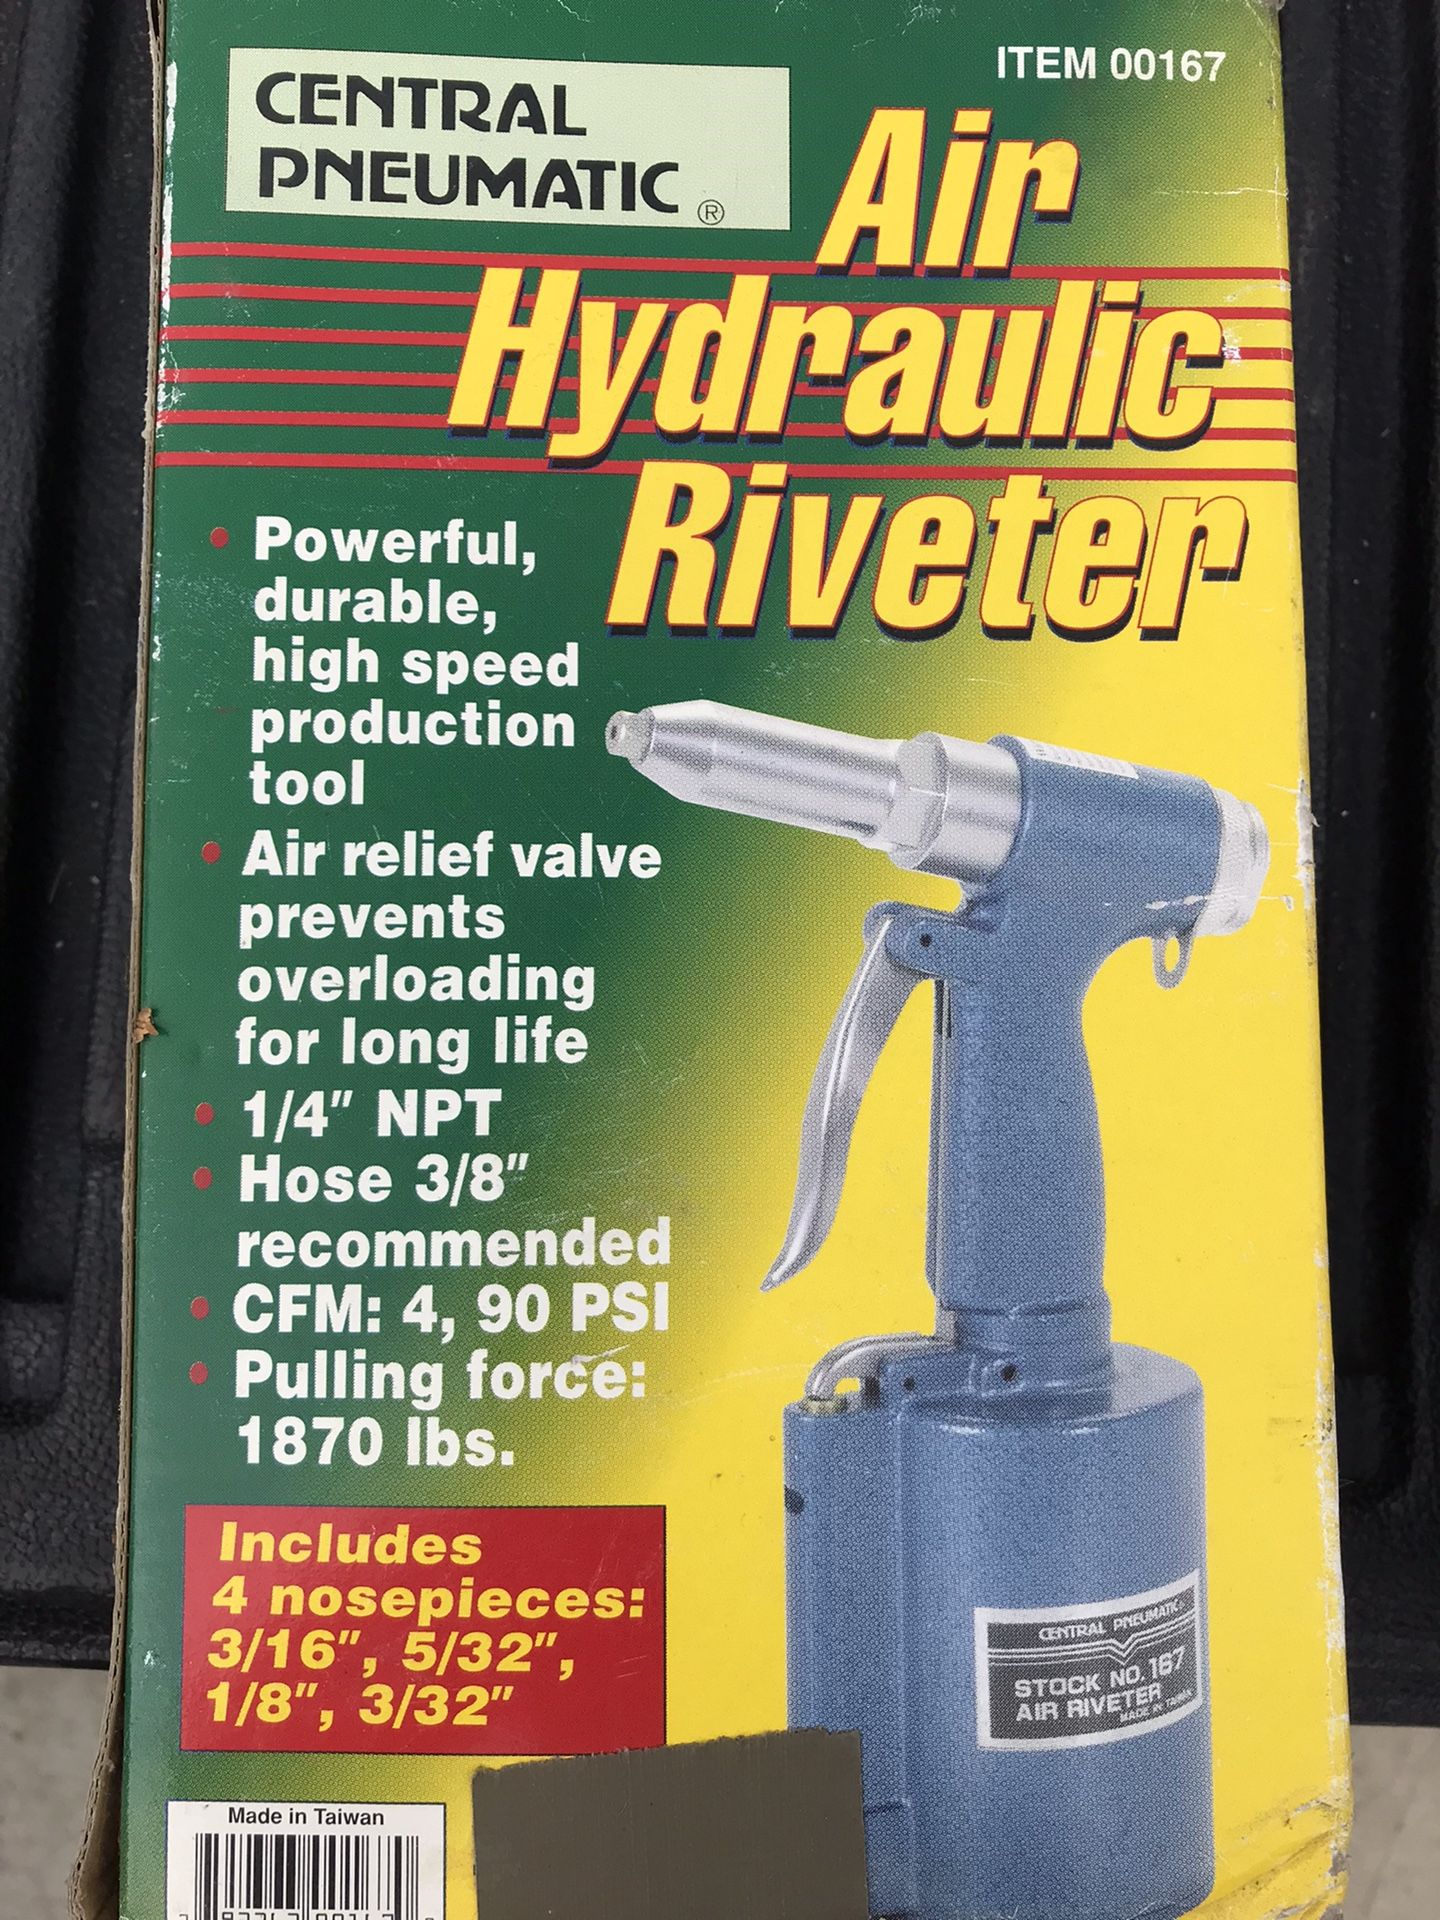 CENTRAL
PNEUMATIC ®
ITEM 00167
Air
Hydraulic
Riveter
• Powerful,
durable,
high speed
production
tool
• Air relief valve
prevents
overloading
for long life
• 1/4" NPT
• Hose 3/8"
recommended
• CFM: 4, 90 PSI
• Pulling force:
1870 lbs.
Includes
4 nosepieces:
3/16", 5/32",
1/8", 3/32"
CENTRAL PNEUMATIC
STOCK NO. 167
AIR RIVETER
MADE IN TAIWAN
Made in Taiwan